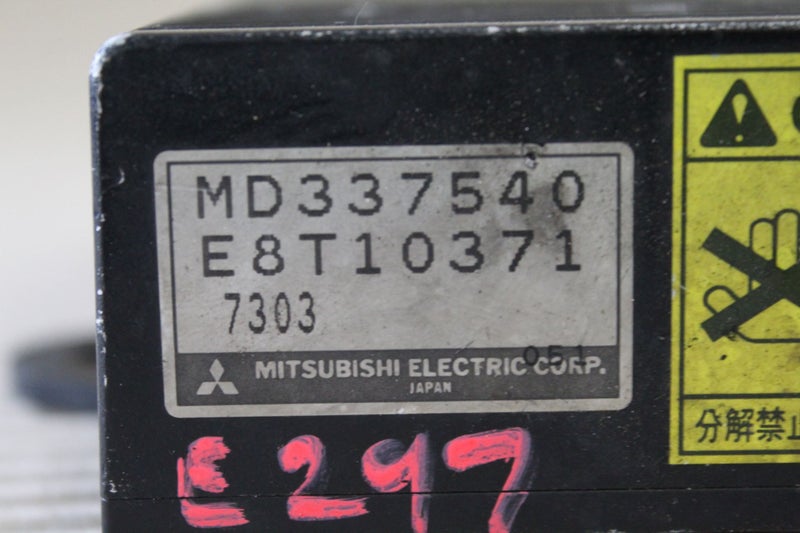 MD337540
E8T10371
7303
051
MITSUBISHI ELECTRIC CORP.
JAPAN
分解禁止
E297